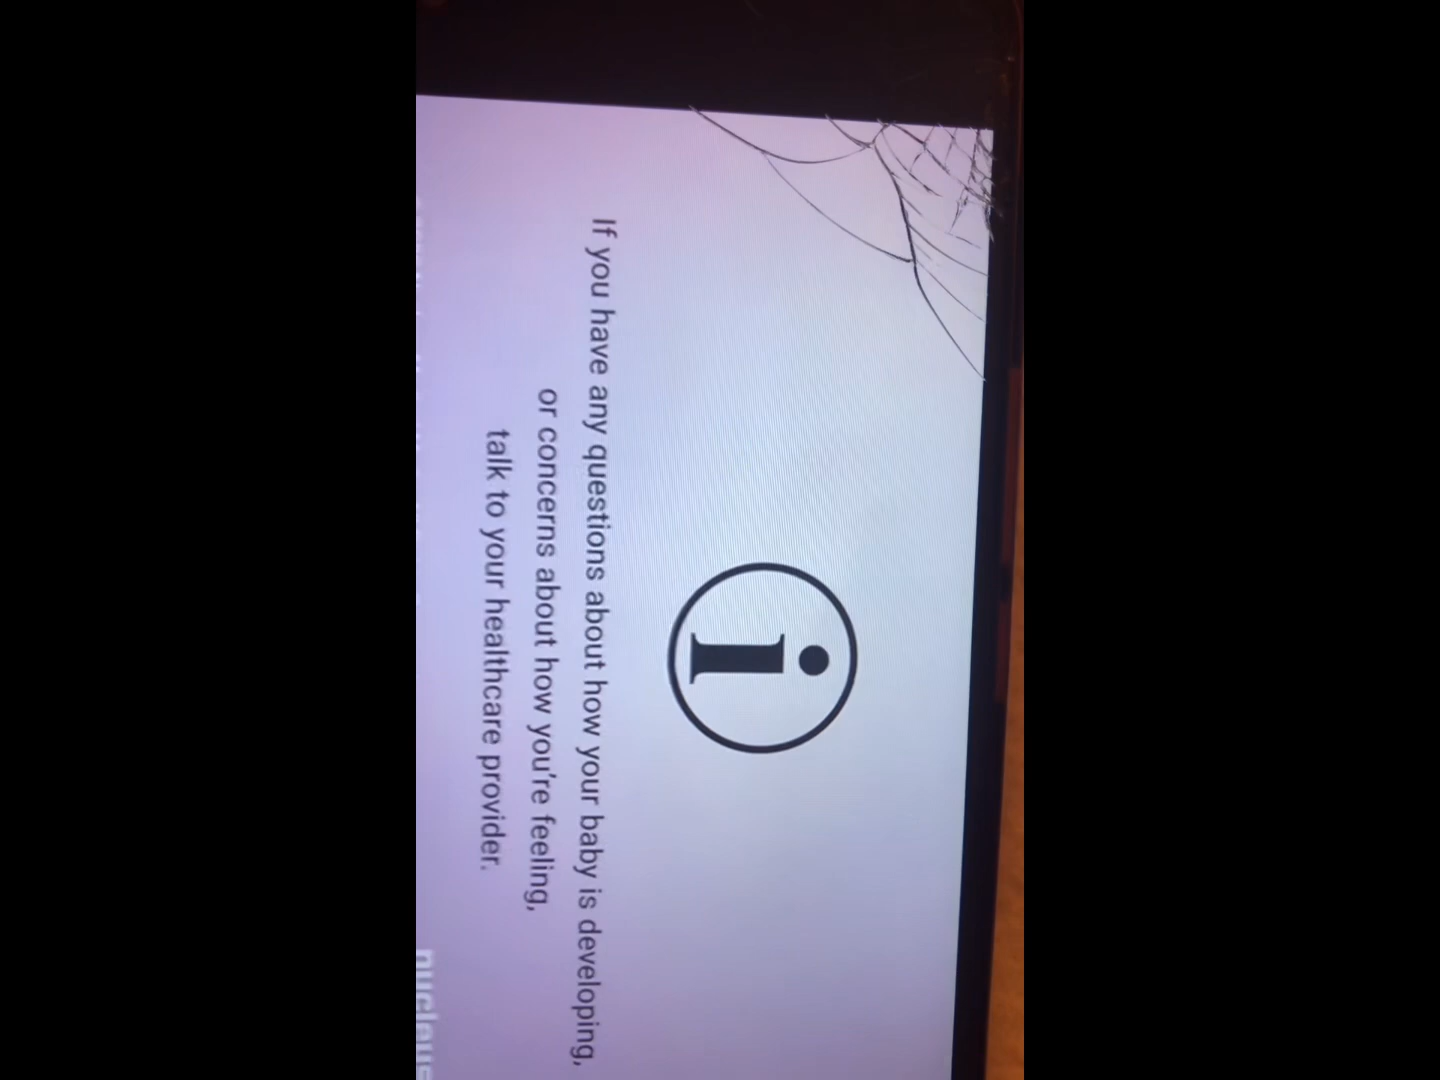 i
If you have any questions about how your baby is developing,
or concerns about how you're feeling,
talk to your healthcare provider.
nucleus